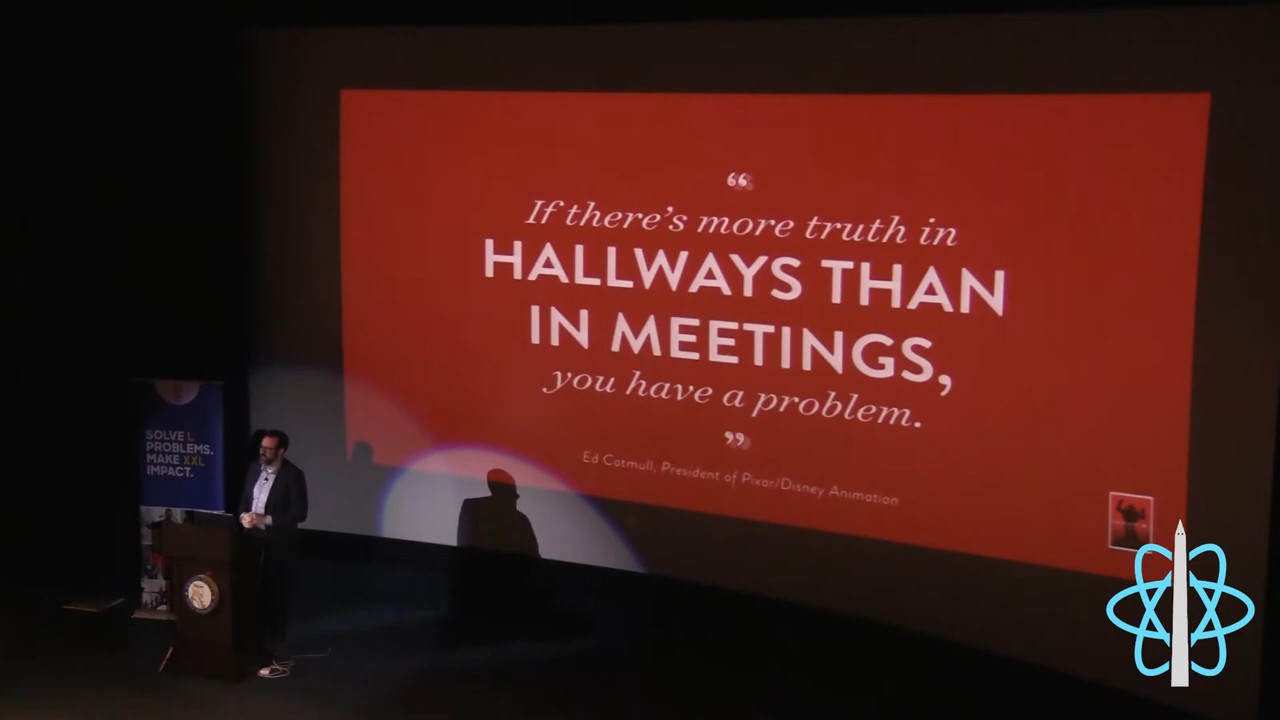 “
If there’s more truth in
HALLWAYS THAN
IN MEETINGS,
you have a problem.
”
Ed Catmull, President of Pixar/Disney Animation
SOLVE L
PROBLEMS.
MAKE XXL
IMPACT.